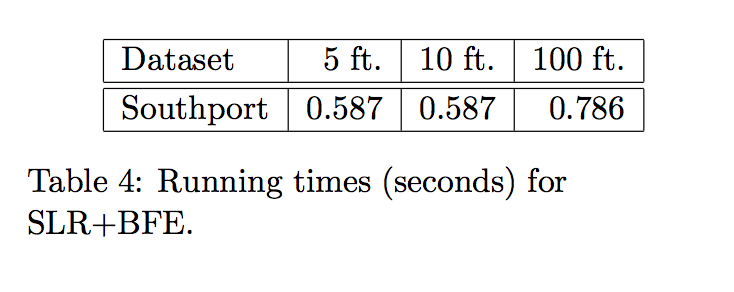 Dataset 5 ft. 10 ft. 100 ft.
Southport 0.587 0.587 0.786
Table 4: Running times (seconds) for
SLR+BFE.